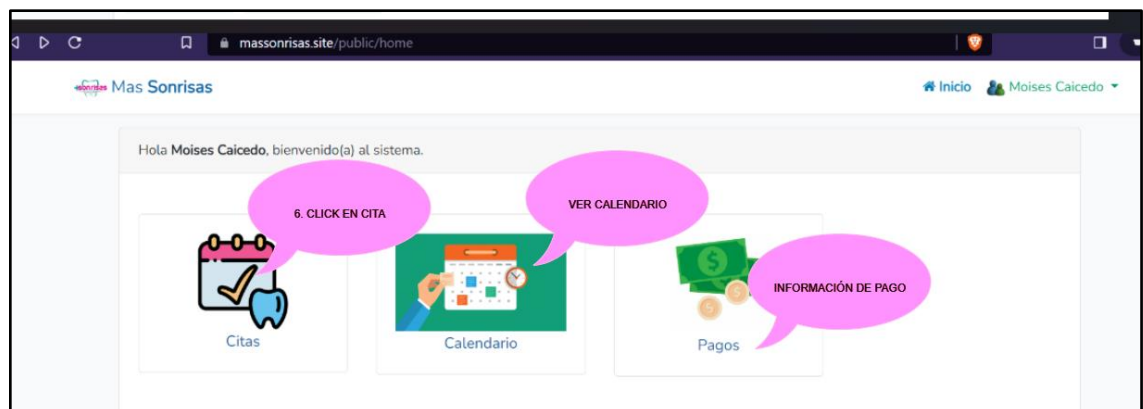 massonrisas.site/public/home
sonrisas Mas Sonrisas
Inicio
Moises Caicedo
Hola Moises Caicedo, bienvenido(a) al sistema.
6. CLICK EN CITA
VER CALENDARIO
INFORMACIÓN DE PAGO
Citas
Calendario
Pagos